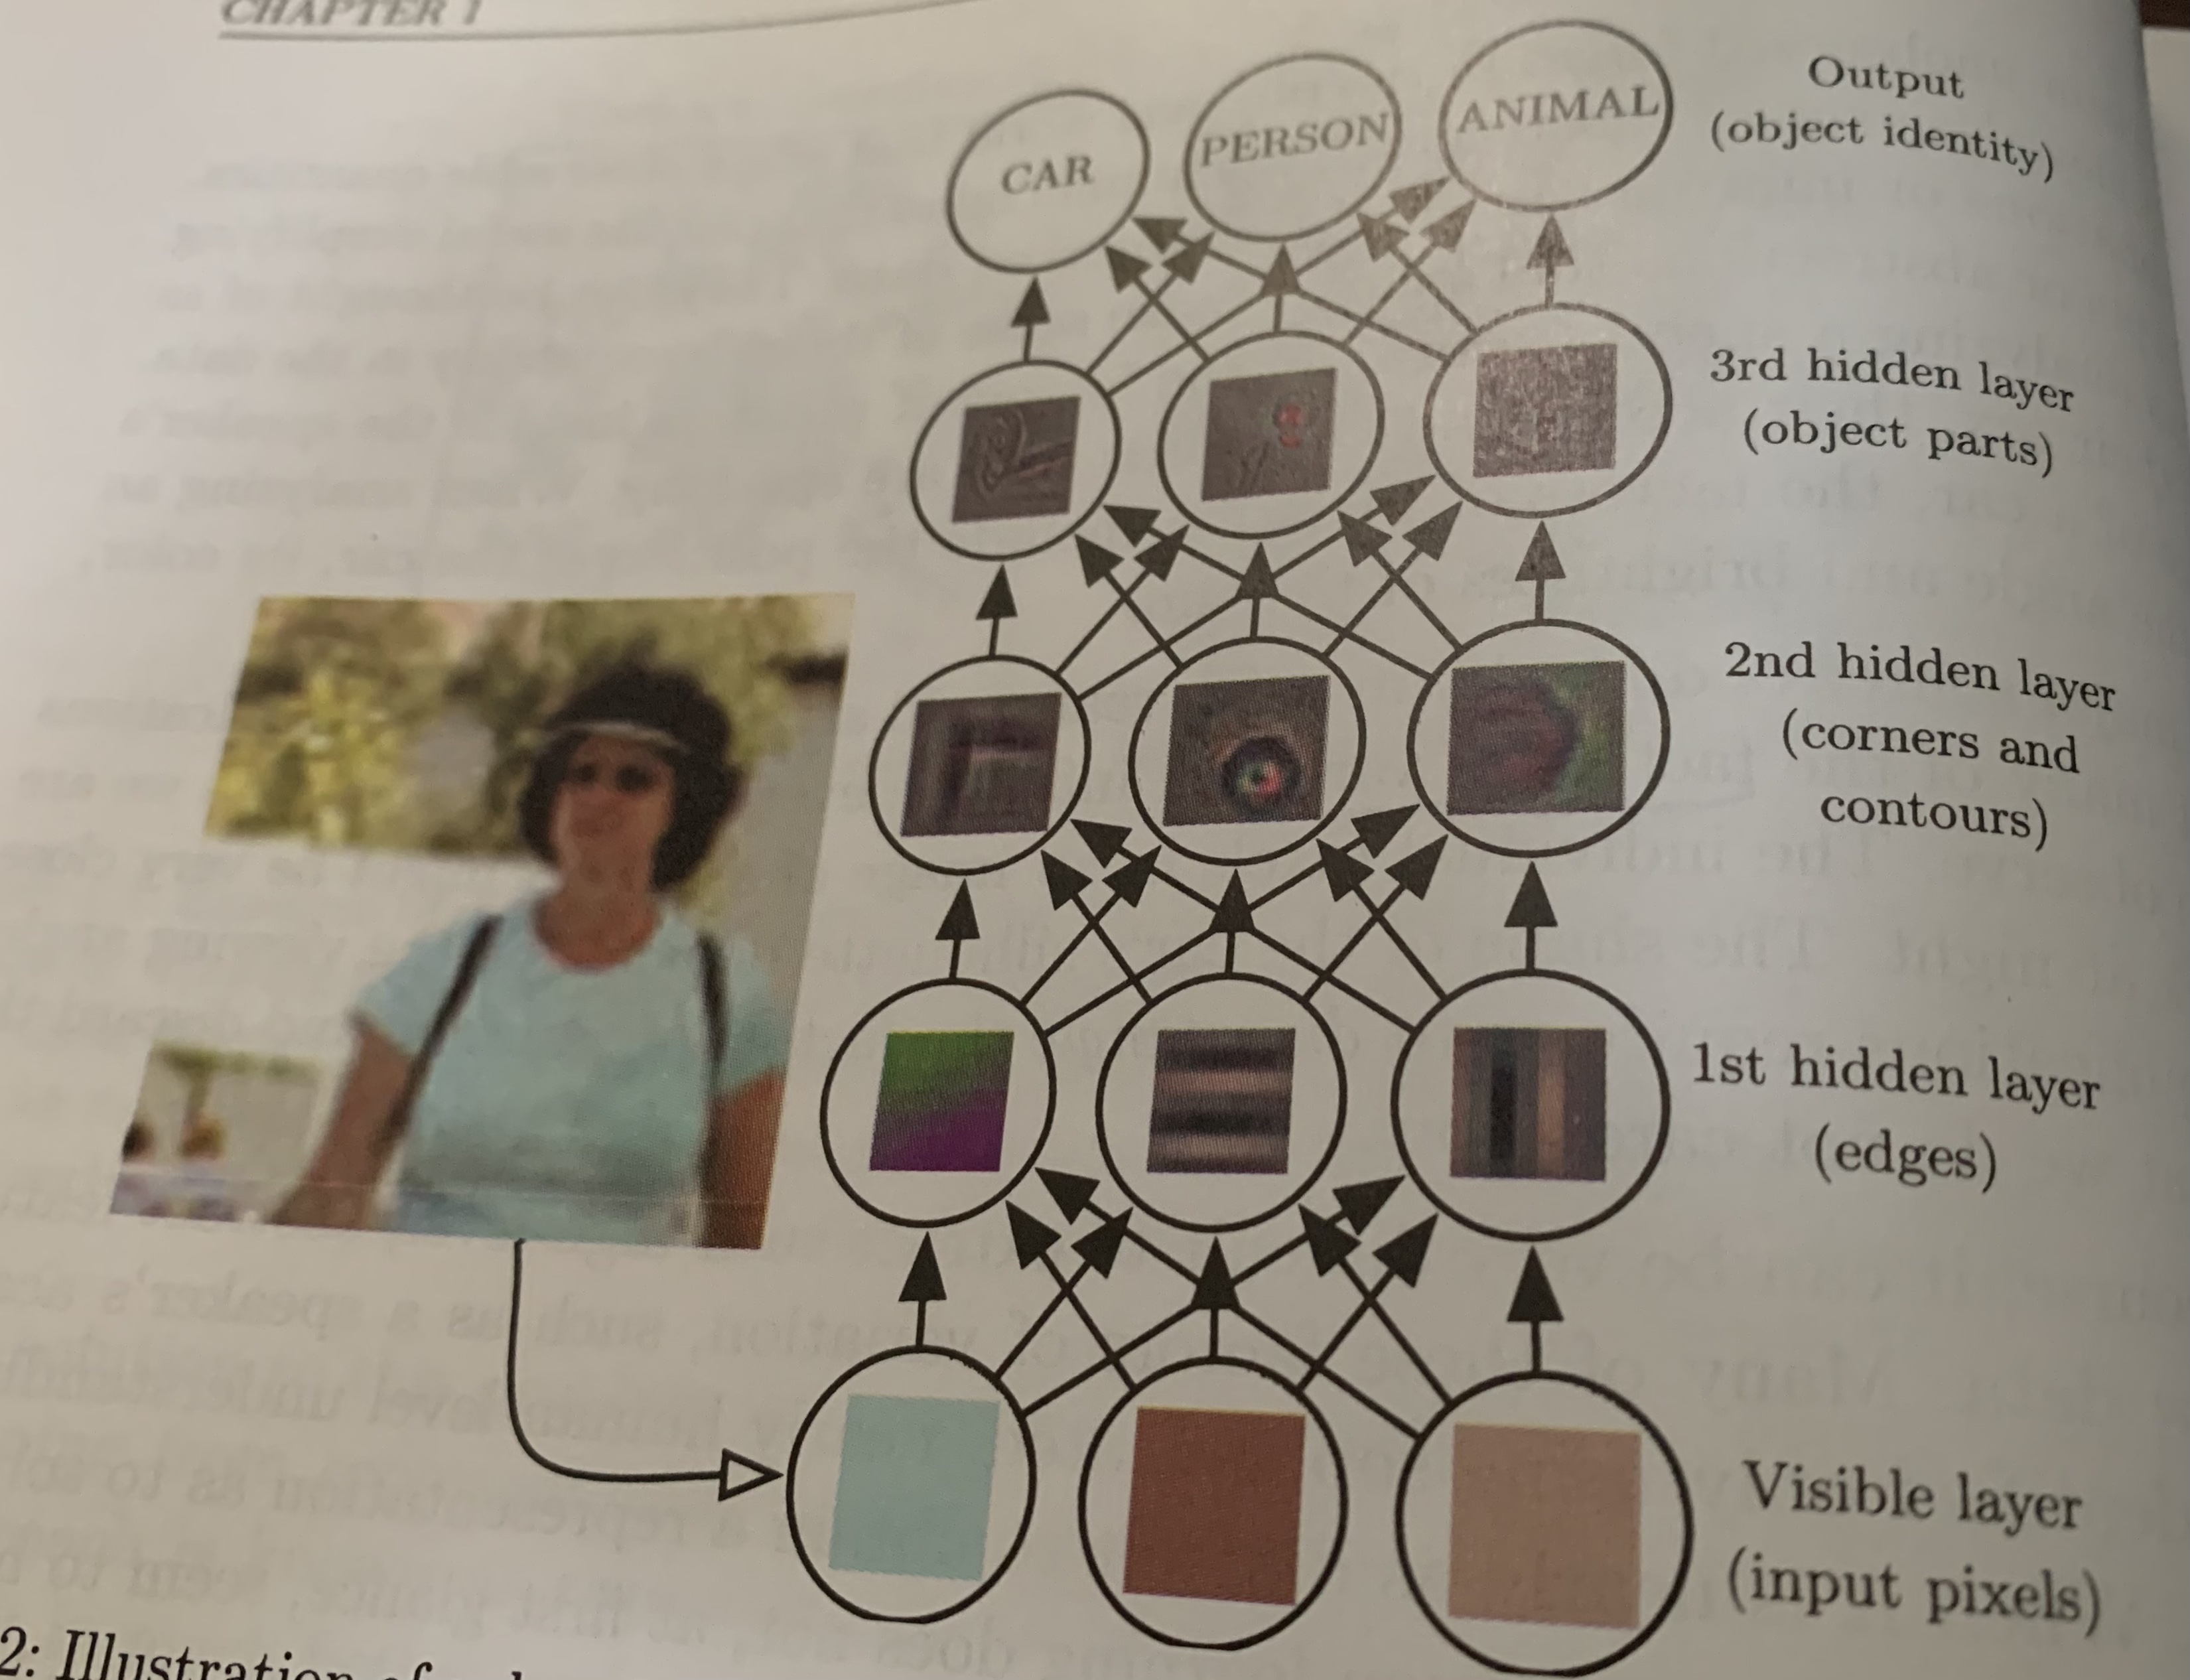 CHAPTER 1
CAR
PERSON
ANIMAL
Output
(object identity)
3rd hidden layer
(object parts)
2nd hidden layer
(corners and
contours)
1st hidden layer
(edges)
Visible layer
(input pixels)
2: Illustration of a